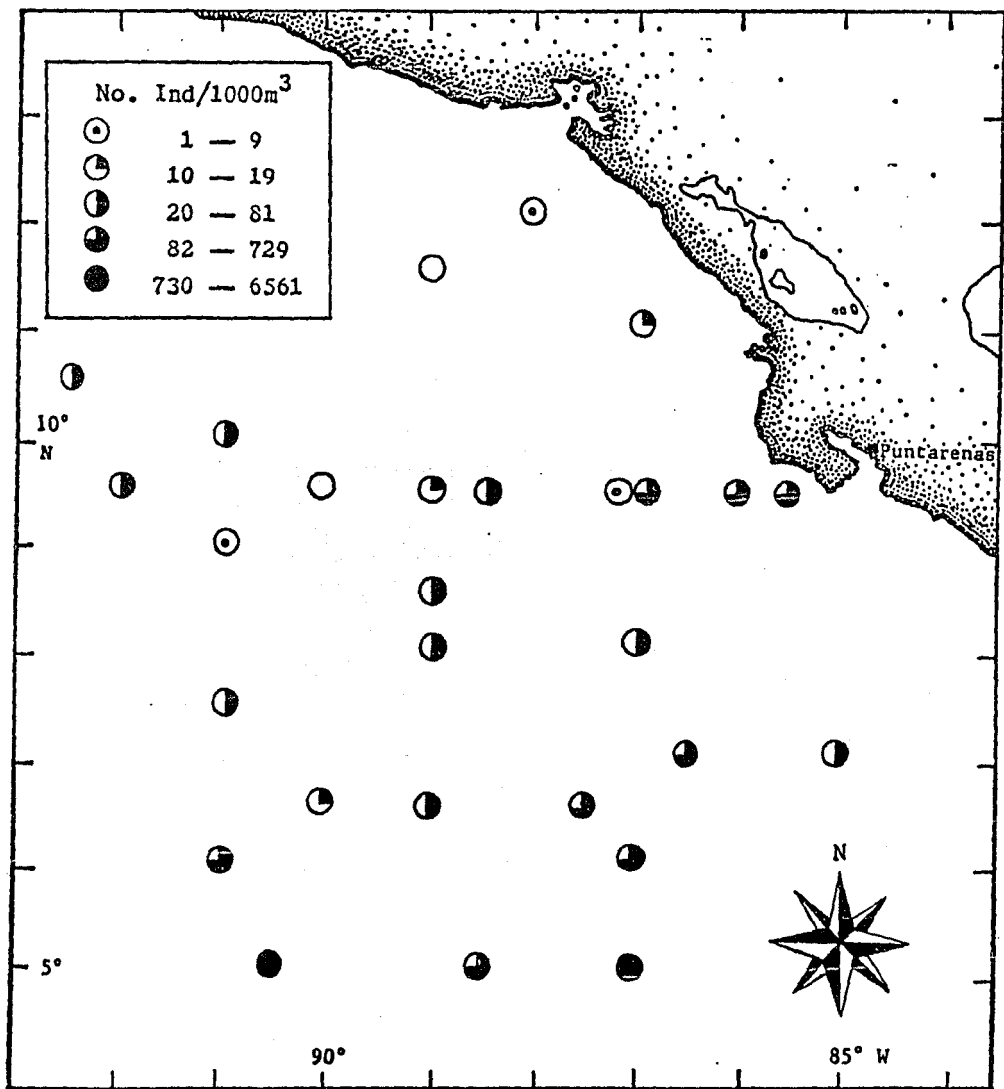 No. Ind/1000m³
1 — 9
10 — 19
20 — 81
82 — 729
730 — 6561
10°
N
Puntarenas
N
5°
90°
85° W